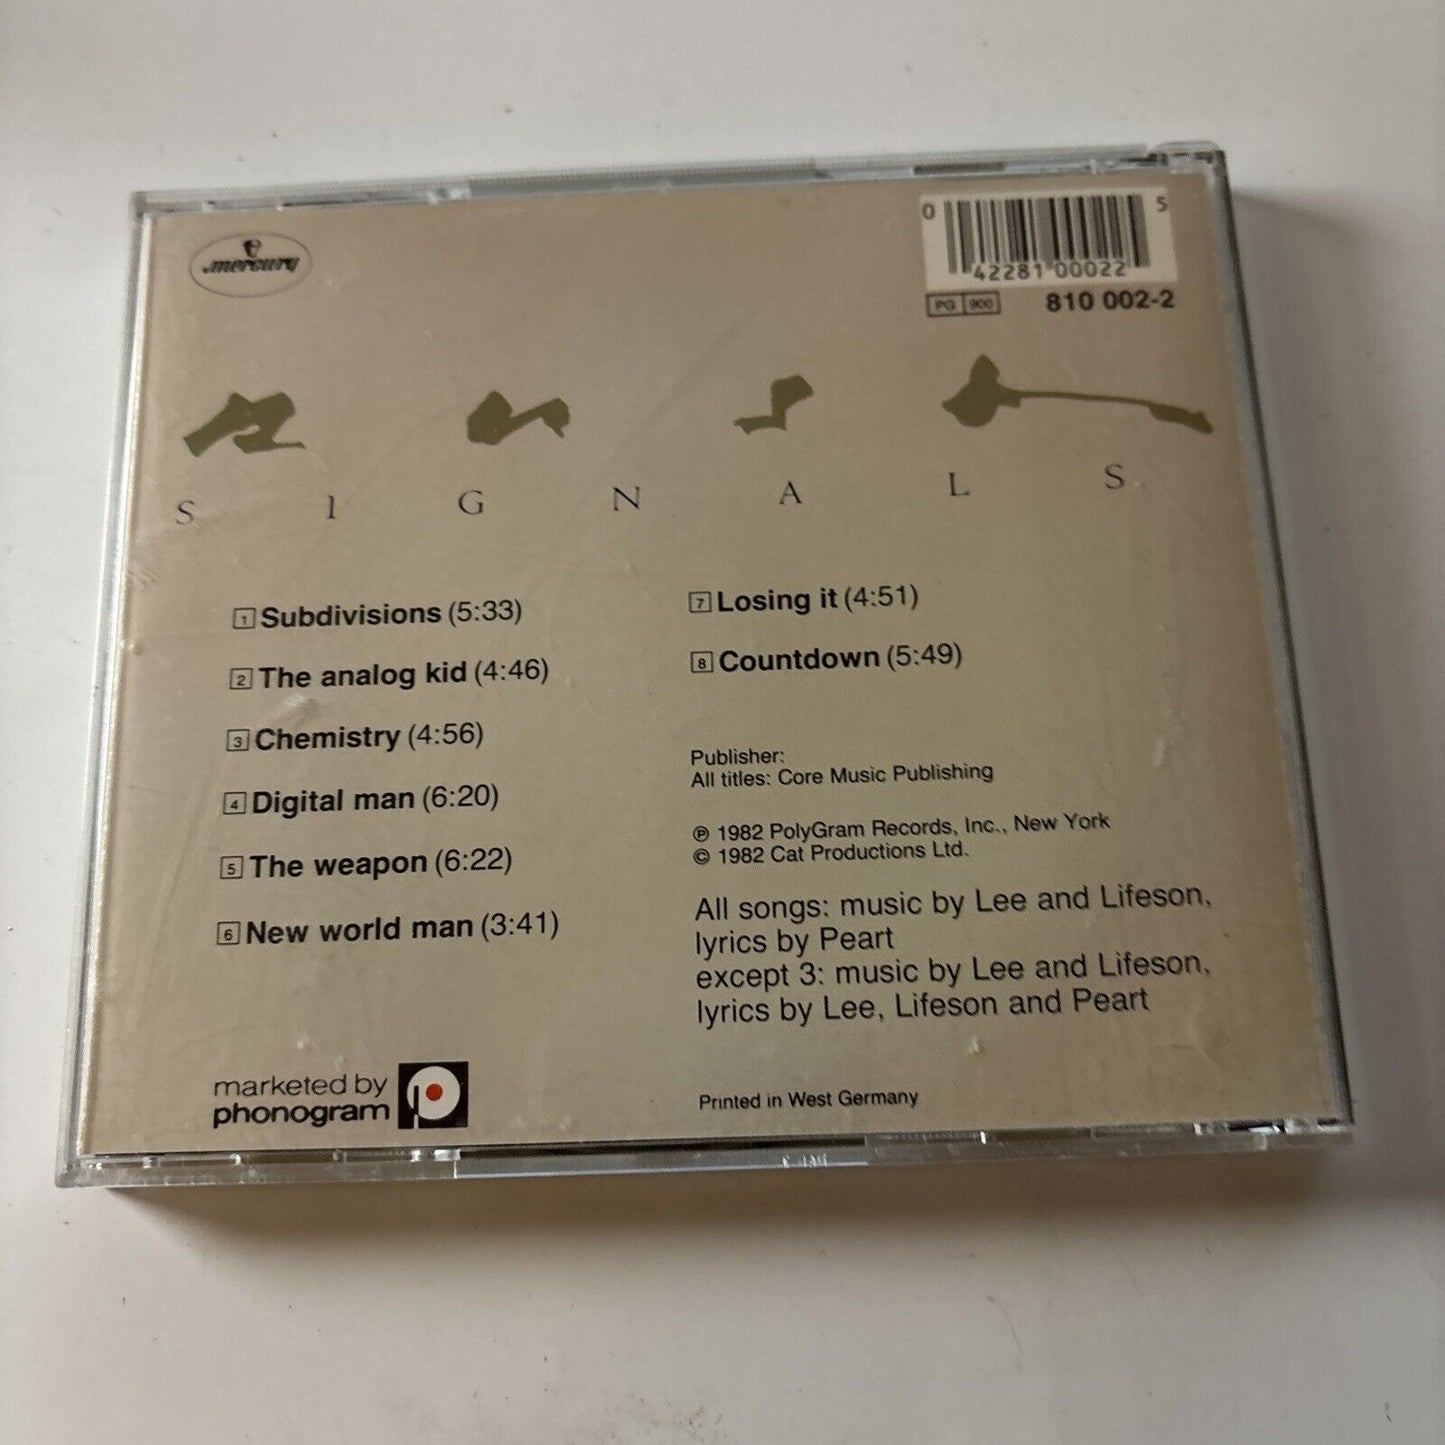 mercury
0 42281 00022 5
PG 900 810 002-2
S I G N A L S
1 Subdivisions (5:33)
2 The analog kid (4:46)
3 Chemistry (4:56)
4 Digital man (6:20)
5 The weapon (6:22)
6 New world man (3:41)
7 Losing it (4:51)
8 Countdown (5:49)
Publisher:
All titles: Core Music Publishing
℗ 1982 PolyGram Records, Inc., New York
© 1982 Cat Productions Ltd.
All songs: music by Lee and Lifeson,
lyrics by Peart
except 3: music by Lee and Lifeson,
lyrics by Lee, Lifeson and Peart
marketed by
phonogram
Printed in West Germany